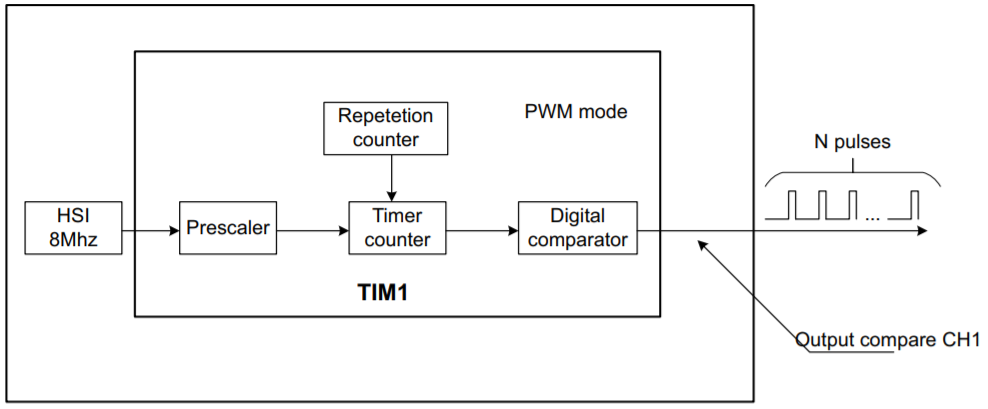 Repetetion
counter
PWM mode
N pulses
HSI
8Mhz
Prescaler
Timer
counter
Digital
comparator
...
TIM1
Output compare CH1